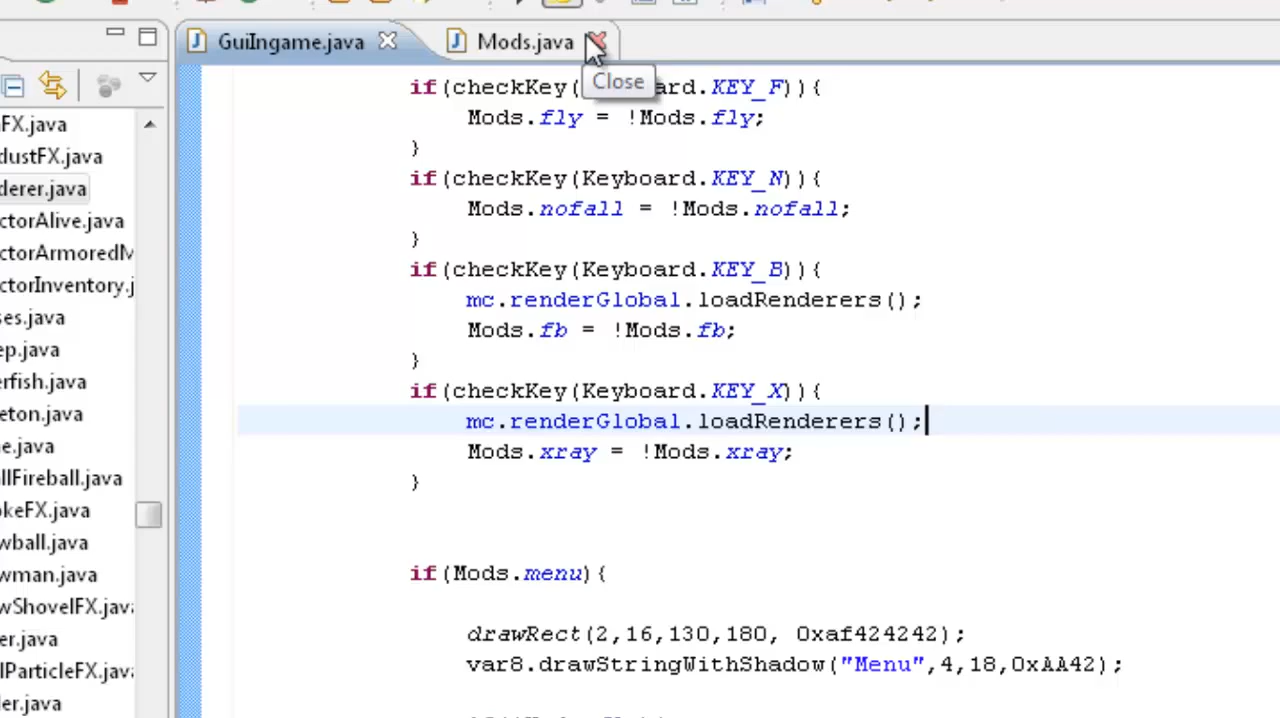 GuiIngame.java
Mods.java
Close
FX.java
dustFX.java
derer.java
ctorAlive.java
ctorArmoredM
ctorInventory.j
ses.java
ep.java
erfish.java
leton.java
ne.java
allFireball.java
okeFX.java
wball.java
wman.java
wShovelFX.java
er.java
lParticleFX.java
der.java
if(checkKey( ard.KEY_F)){
Mods.fly = !Mods.fly;
}
if(checkKey(Keyboard.KEY_N)){
Mods.nofall = !Mods.nofall;
}
if(checkKey(Keyboard.KEY_B)){
mc.renderGlobal.loadRenderers();
Mods.fb = !Mods.fb;
}
if(checkKey(Keyboard.KEY_X)){
mc.renderGlobal.loadRenderers();
Mods.xray = !Mods.xray;
}
if(Mods.menu){
drawRect(2,16,130,180, 0xaf424242);
var8.drawStringWithShadow("Menu",4,18,0xAA42);